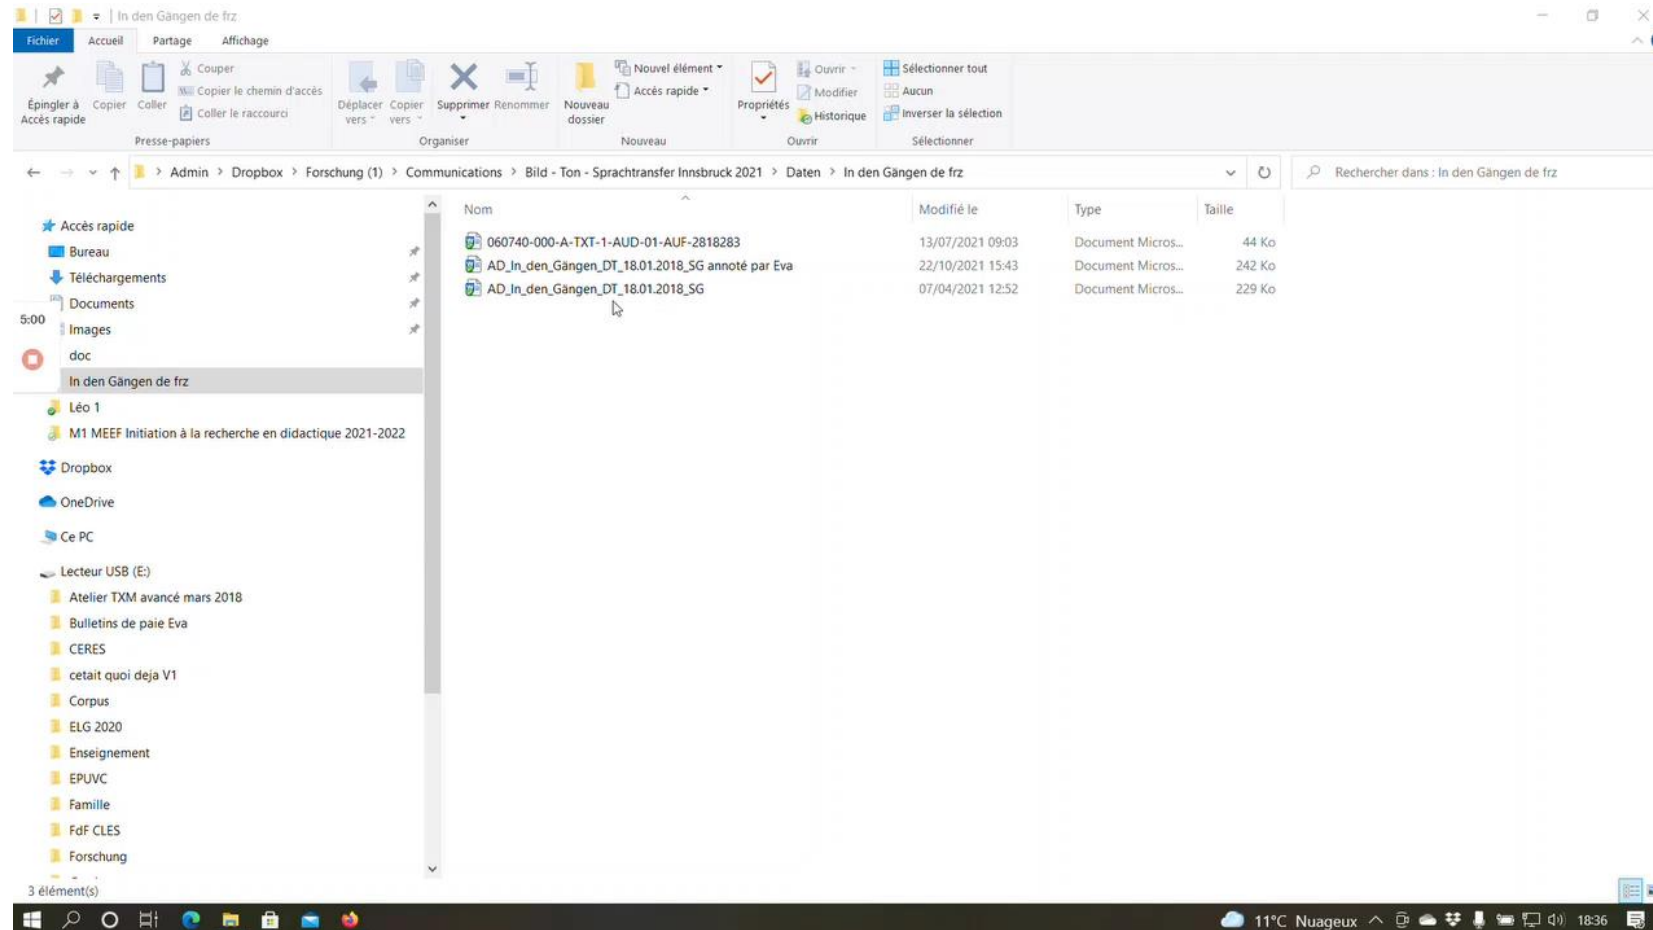 In den Gängen de frz
Fichier Accueil Partage Affichage
Épingler à Accès rapide
Copier
Coller
Couper
Copier le chemin d'accès
Coller le raccourci
Presse-papiers
Déplacer vers
Copier vers
Supprimer
Renommer
Organiser
Nouveau dossier
Nouvel élément
Accès rapide
Nouveau
Propriétés
Ouvrir
Modifier
Historique
Ouvrir
Sélectionner tout
Aucun
Inverser la sélection
Sélectionner
Admin > Dropbox > Forschung (1) > Communications > Bild - Ton - Sprachtransfer Innsbruck 2021 > Daten > In den Gängen de frz
Rechercher dans : In den Gängen de frz
Accès rapide
Bureau
Téléchargements
Documents
5:00
Images
doc
In den Gängen de frz
Léo 1
M1 MEEF Initiation à la recherche en didactique 2021-2022
Dropbox
OneDrive
Ce PC
Lecteur USB (E:)
Atelier TXM avancé mars 2018
Bulletins de paie Eva
CERES
cetait quoi deja V1
Corpus
ELG 2020
Enseignement
EPUVC
Famille
FdF CLES
Forschung
Nom Modifié le Type Taille
060740-000-A-TXT-1-AUD-01-AUF-2818283 13/07/2021 09:03 Document Micros... 44 Ko
AD_In_den_Gängen_DT_18.01.2018_SG annoté par Eva 22/10/2021 15:43 Document Micros... 242 Ko
AD_In_den_Gängen_DT_18.01.2018_SG 07/04/2021 12:52 Document Micros... 229 Ko
3 élément(s)
11°C Nuageux 18:36